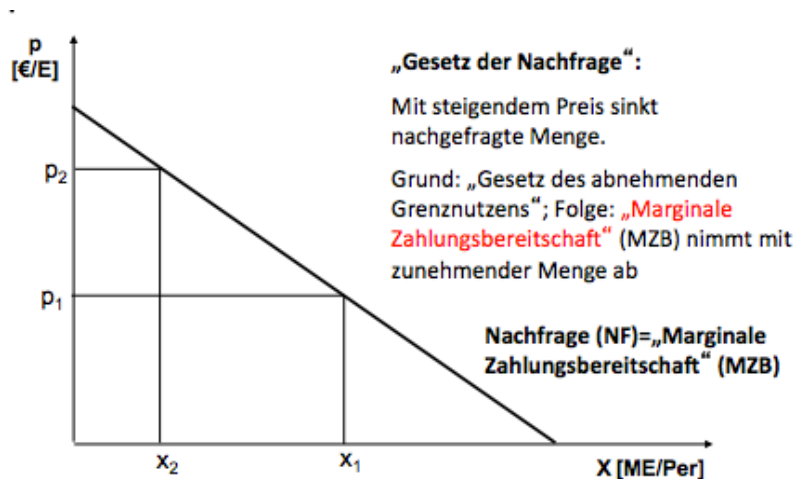 p
[€/E]
„Gesetz der Nachfrage“:
Mit steigendem Preis sinkt
nachgefragte Menge.
Grund: „Gesetz des abnehmenden
Grenznutzens“; Folge: „Marginale
Zahlungsbereitschaft“ (MZB) nimmt mit
zunehmender Menge ab
p₂
p₁
Nachfrage (NF)=„Marginale
Zahlungsbereitschaft“ (MZB)
x₂
x₁
X [ME/Per]